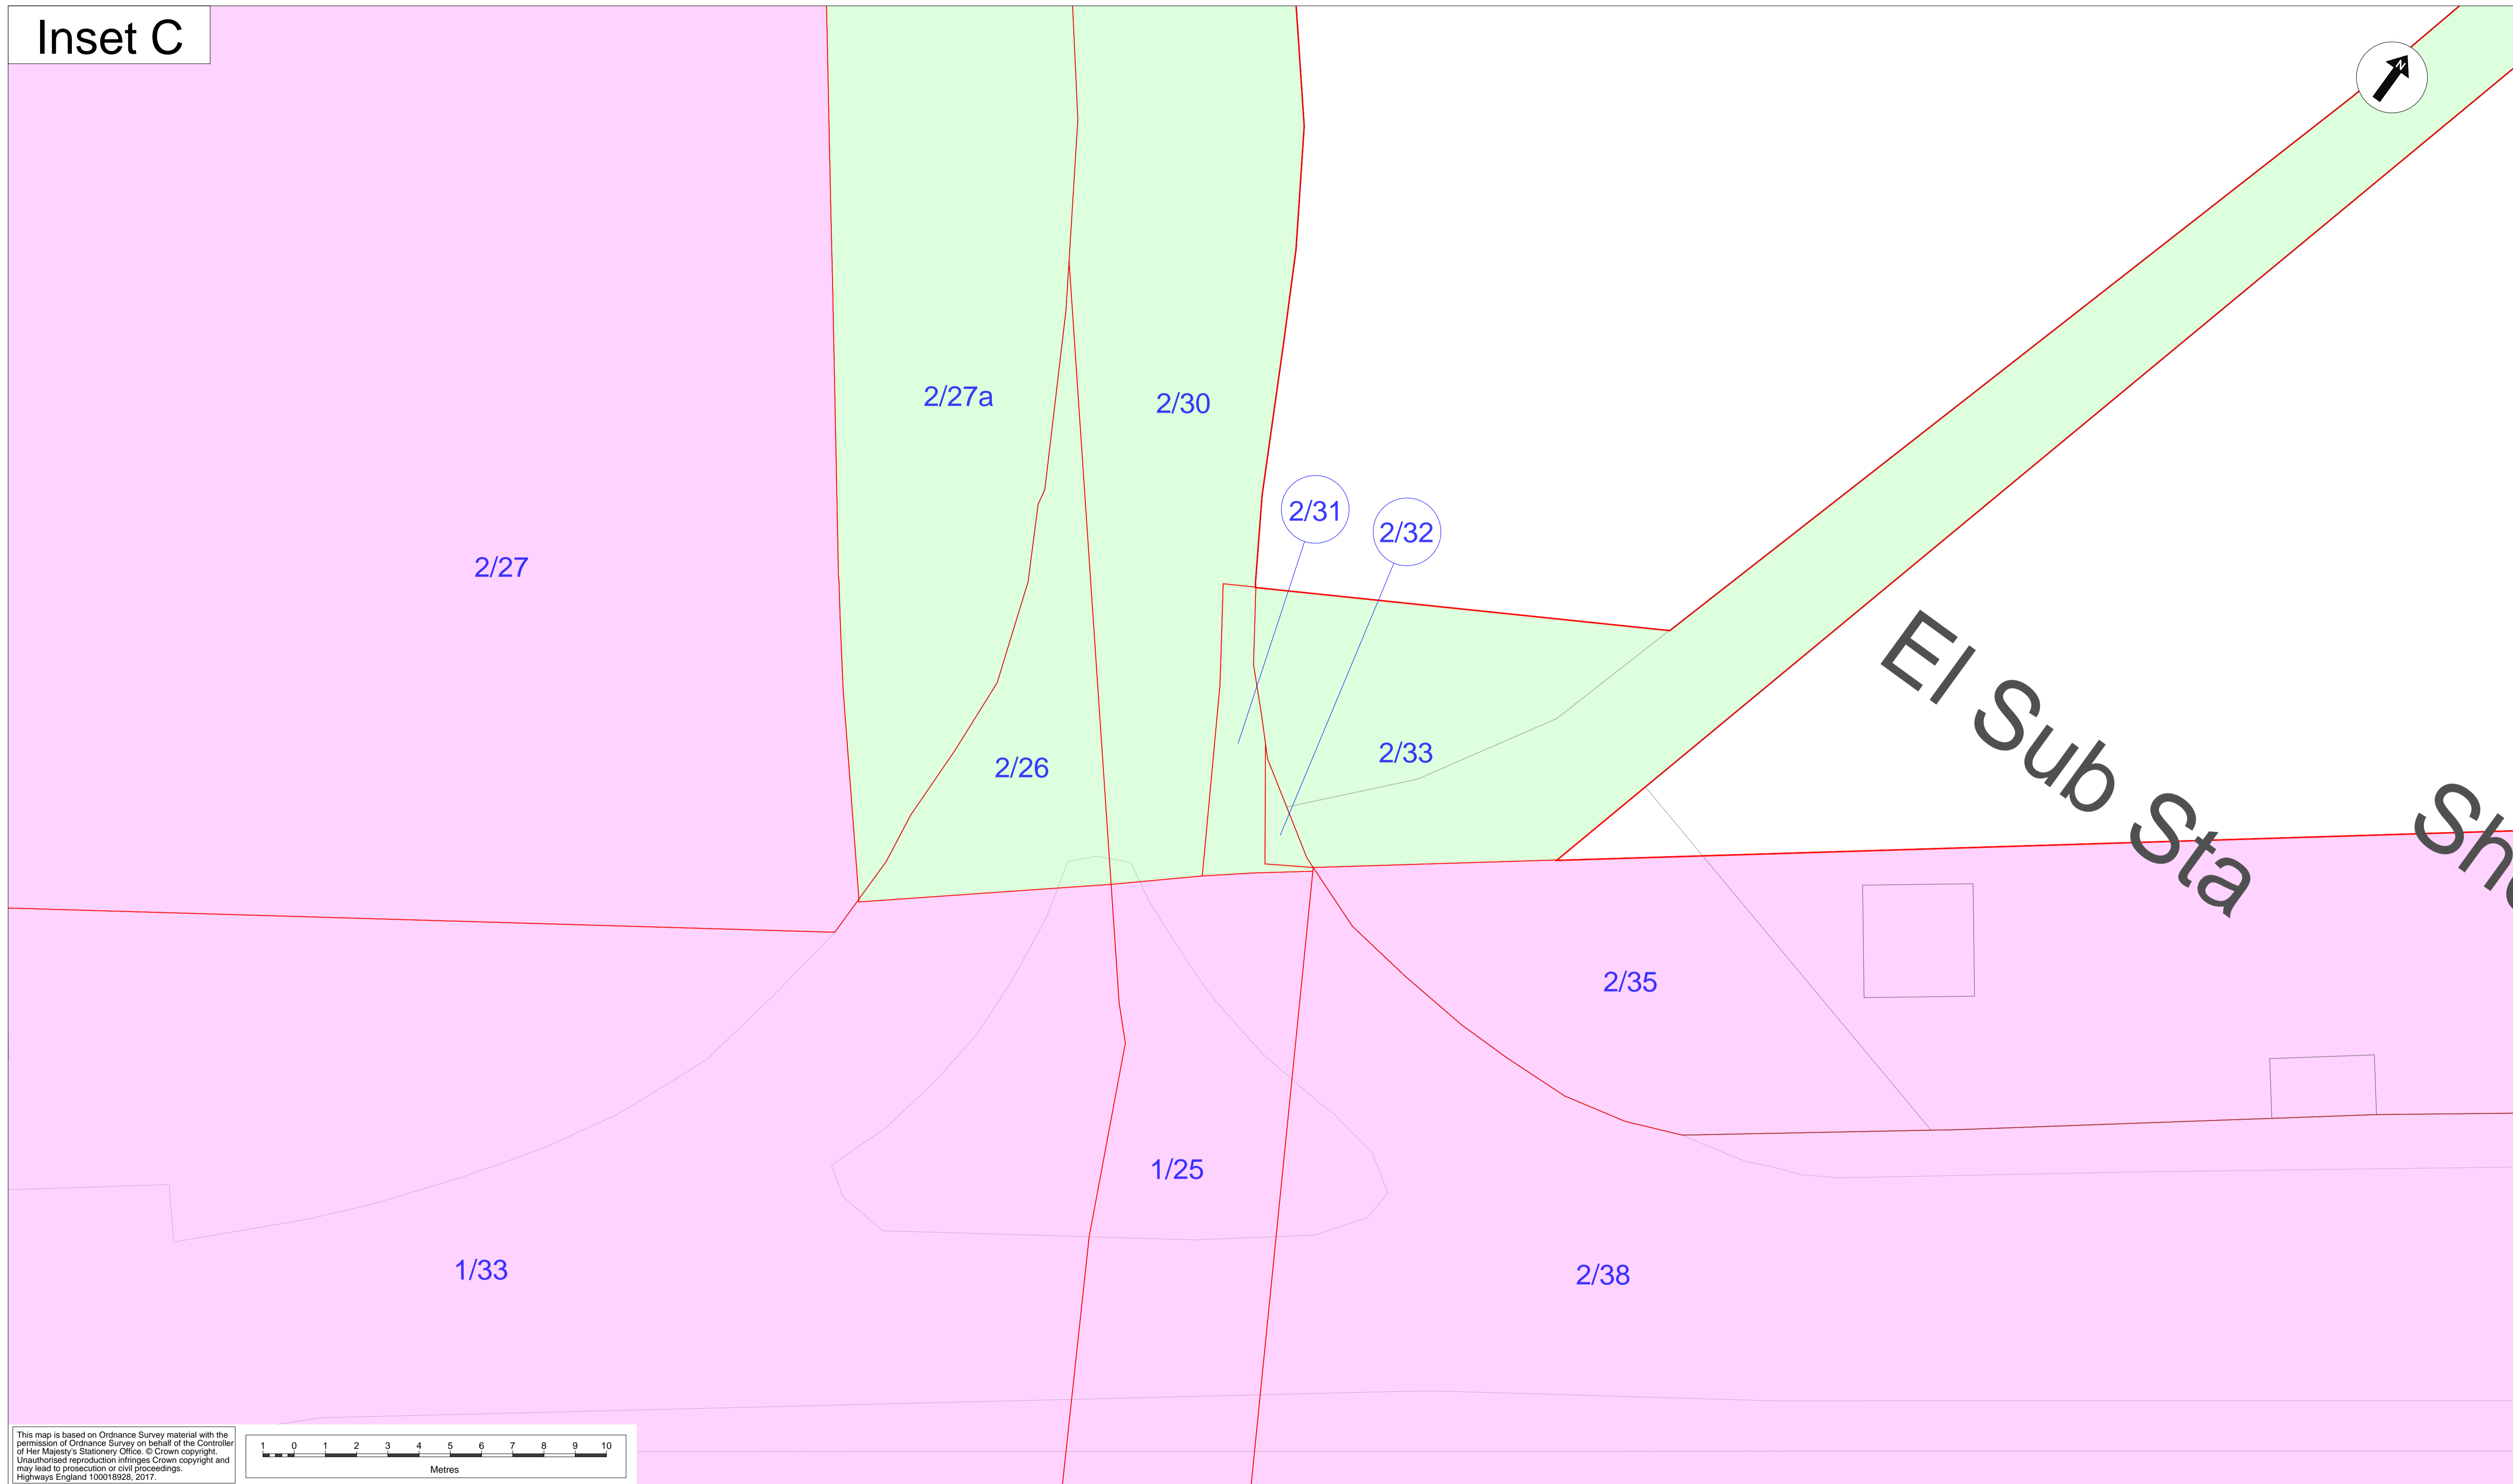 Inset C
N
2/27a
2/30
2/31
2/32
2/27
El Sub Sta
2/33
2/26
2/35
1/25
1/33
2/38
This map is based on Ordnance Survey material with the
permission of Ordnance Survey on behalf of the Controller
of Her Majesty's Stationery Office. © Crown copyright.
Unauthorised reproduction infringes Crown copyright and
may lead to prosecution or civil proceedings.
Highways England 100018928, 2017.
1 0 1 2 3 4 5 6 7 8 9 10
Metres